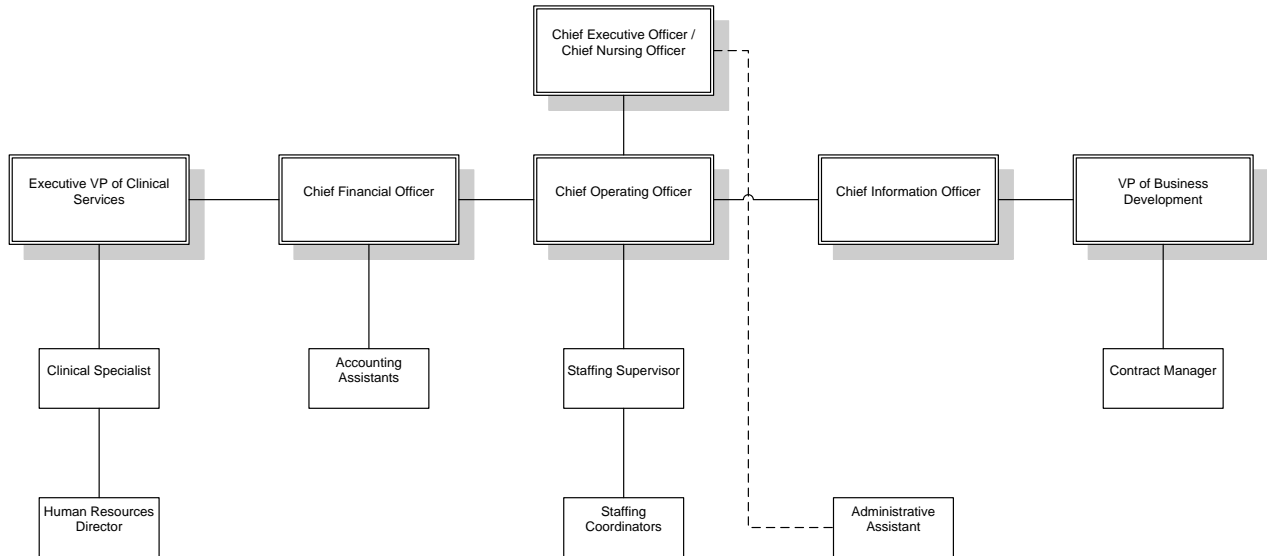 Chief Executive Officer /
Chief Nursing Officer
Executive VP of Clinical
Services
Chief Financial Officer
Chief Operating Officer
Chief Information Officer
VP of Business
Development
Clinical Specialist
Accounting
Assistants
Staffing Supervisor
Contract Manager
Human Resources
Director
Staffing
Coordinators
Administrative
Assistant